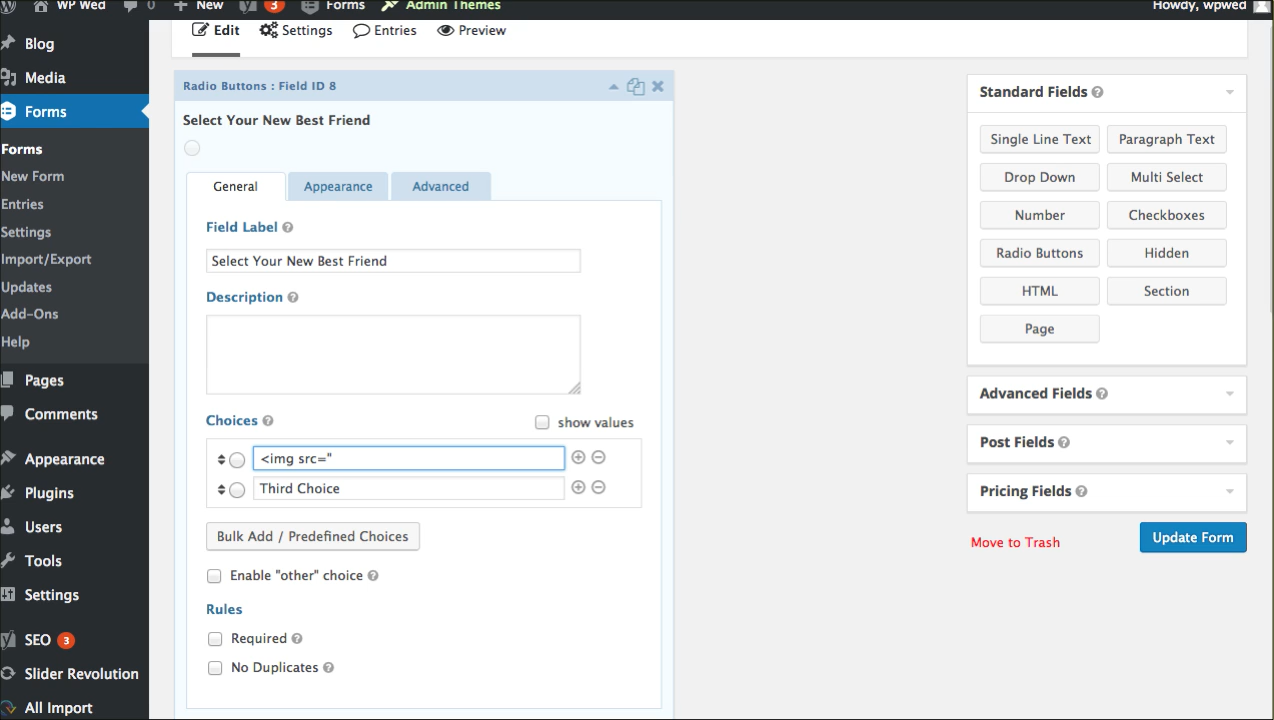 WP Wed 0 New 3 Forms Admin Themes Howdy, wpwed
Edit Settings Entries Preview
Blog
Media
Forms
Forms
New Form
Entries
Settings
Import/Export
Updates
Add-Ons
Help
Pages
Comments
Appearance
Plugins
Users
Tools
Settings
SEO 3
Slider Revolution
All Import
Radio Buttons : Field ID 8
Select Your New Best Friend
General Appearance Advanced
Field Label ?
Select Your New Best Friend
Description ?
Choices ? show values
<img src="
Third Choice
Bulk Add / Predefined Choices
Enable "other" choice ?
Rules
Required ?
No Duplicates ?
Standard Fields ?
Single Line Text Paragraph Text
Drop Down Multi Select
Number Checkboxes
Radio Buttons Hidden
HTML Section
Page
Advanced Fields ?
Post Fields ?
Pricing Fields ?
Move to Trash Update Form